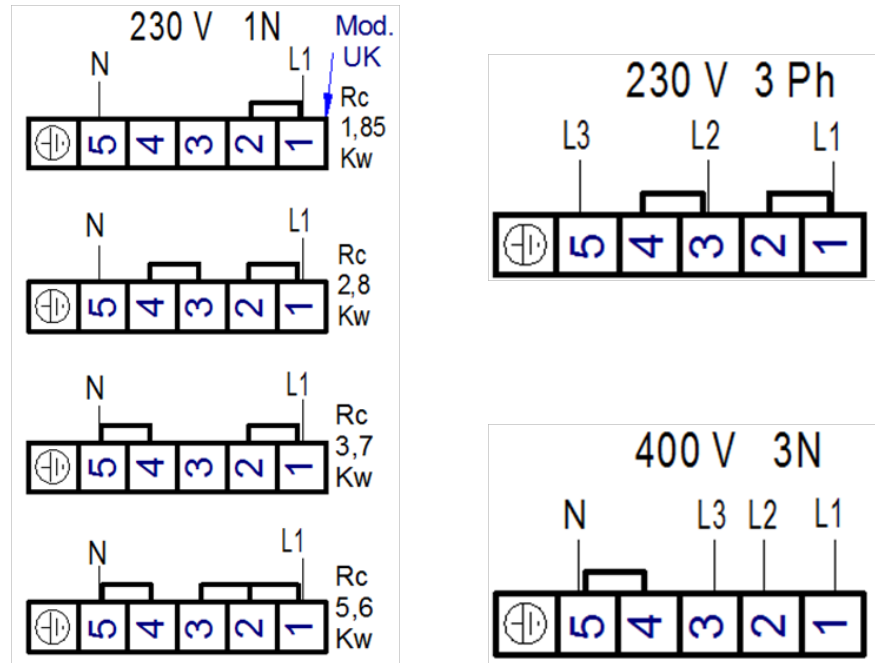 230 V 1N
Mod.
UK
N
L1
Rc
1,85
Kw
5 4 3 2 1
N
L1
Rc
2,8
Kw
5 4 3 2 1
N
L1
Rc
3,7
Kw
5 4 3 2 1
N
L1
Rc
5,6
Kw
5 4 3 2 1
230 V 3 Ph
L3 L2 L1
5 4 3 2 1
400 V 3N
N L3 L2 L1
5 4 3 2 1